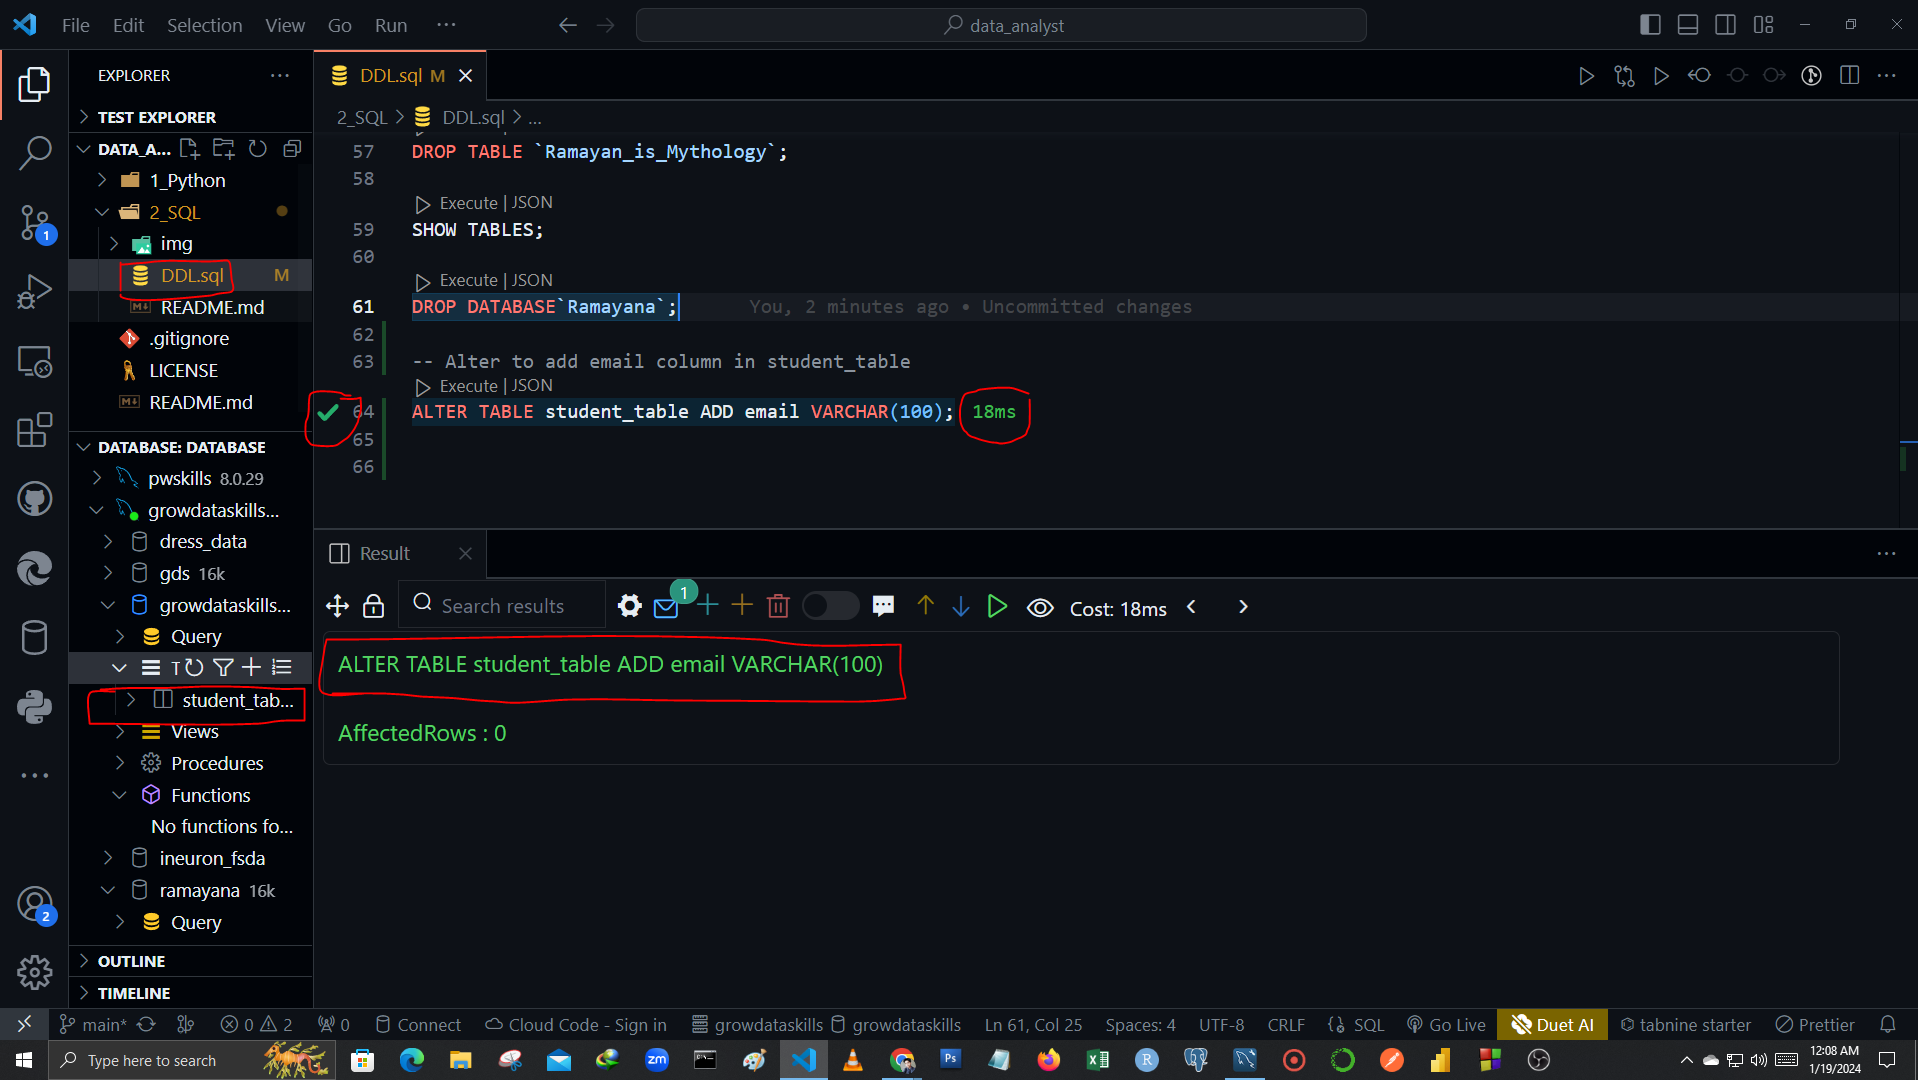 File Edit Selection View Go Run ···
data_analyst
EXPLORER ···
TEST EXPLORER
DATA_A...
1_Python
2_SQL
img
DDL.sql M
README.md
.gitignore
LICENSE
README.md
DATABASE: DATABASE
pwskills 8.0.29
growdataskills...
dress_data
gds 16k
growdataskills...
Query
T
student_tab...
Views
Procedures
Functions
No functions fo...
ineuron_fsda
ramayana 16k
Query
OUTLINE
TIMELINE
1
2
DDL.sql M
2_SQL > DDL.sql > ...
57 DROP TABLE `Ramayan_is_Mythology`;
58
Execute | JSON
59 SHOW TABLES;
60
Execute | JSON
61 DROP DATABASE`Ramayana`; You, 2 minutes ago • Uncommitted changes
62
63 -- Alter to add email column in student_table
Execute | JSON
64 ALTER TABLE student_table ADD email VARCHAR(100); 18ms
65
66
Result
Search results 1 Cost: 18ms
ALTER TABLE student_table ADD email VARCHAR(100)
AffectedRows : 0
main* 0 2 0 Connect Cloud Code - Sign in growdataskills growdataskills Ln 61, Col 25 Spaces: 4 UTF-8 CRLF SQL Go Live Duet AI tabnine starter Prettier
Type here to search
zm
Ps
R
12:08 AM
1/19/2024